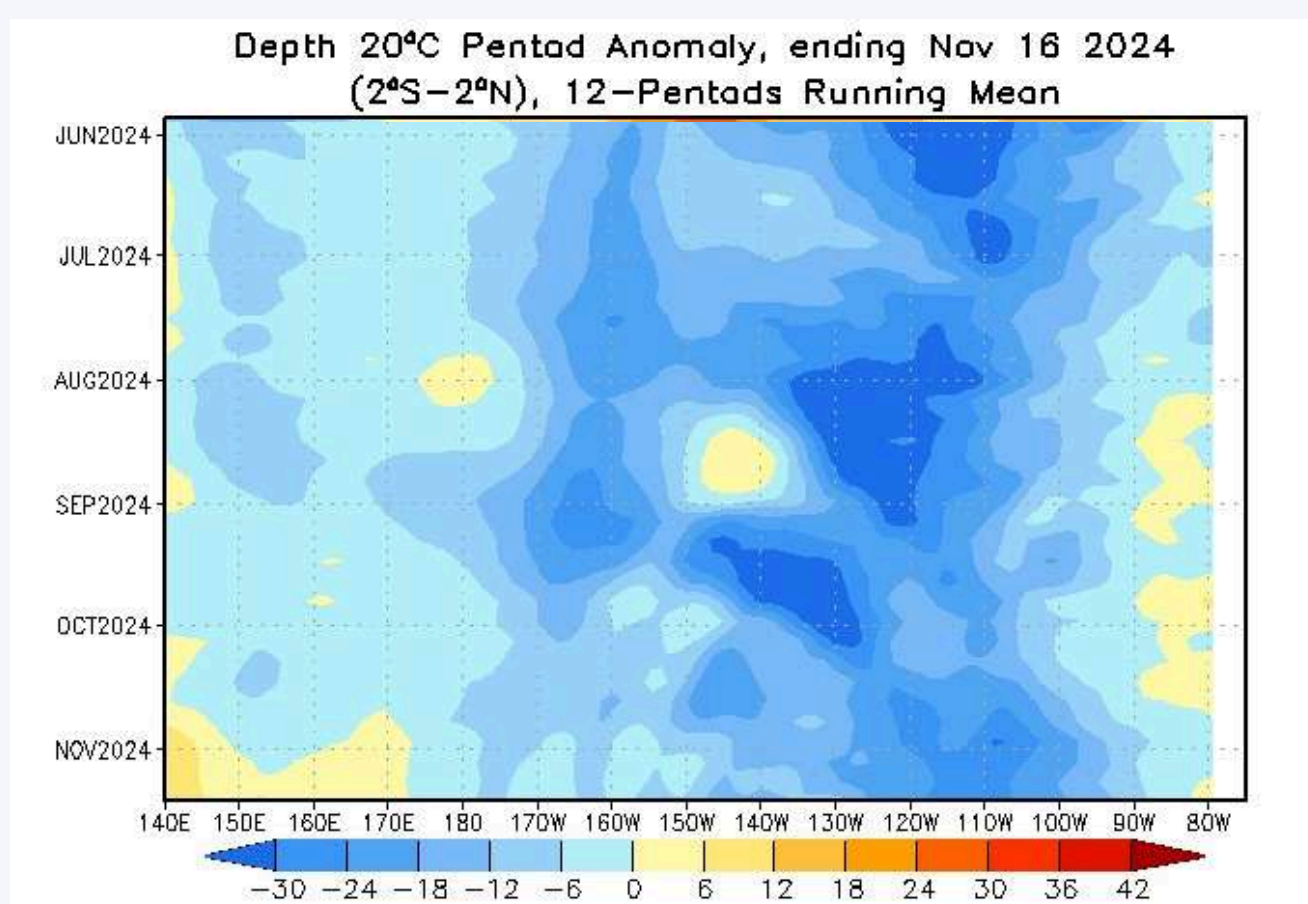 Depth 20°C Pentad Anomaly, ending Nov 16 2024
(2°S-2°N), 12-Pentads Running Mean
JUN2024
JUL2024
AUG2024
SEP2024
OCT2024
NOV2024
140E 150E 160E 170E 180 170W 160W 150W 140W 130W 120W 110W 100W 90W 80W
-30 -24 -18 -12 -6 0 6 12 18 24 30 36 42